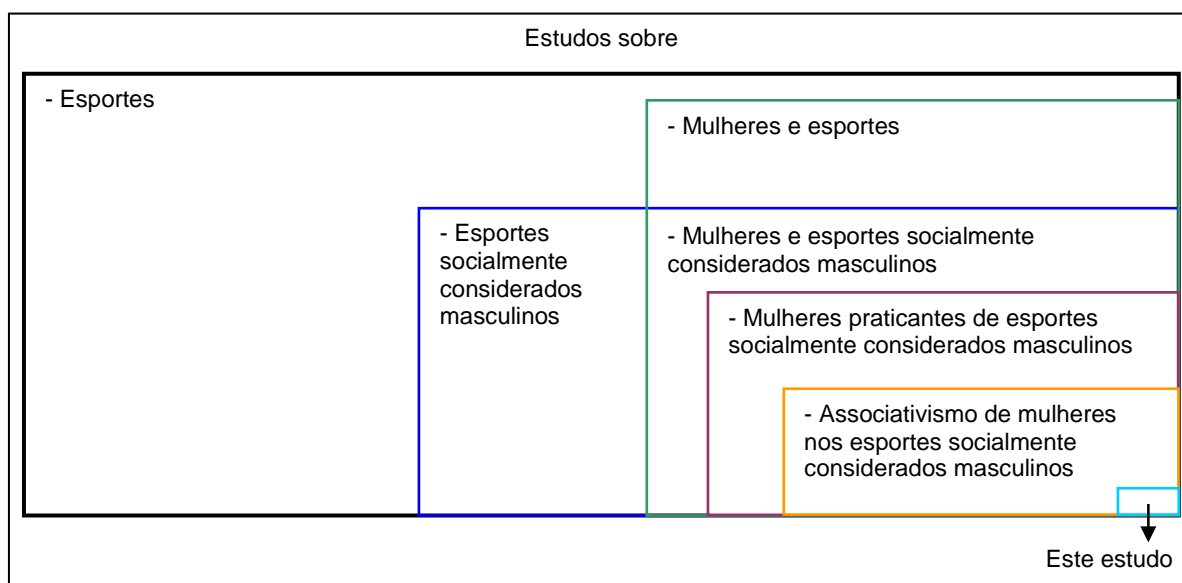 Estudos sobre
- Esportes
- Mulheres e esportes
- Esportes
socialmente
considerados
masculinos
- Mulheres e esportes socialmente
considerados masculinos
- Mulheres praticantes de esportes
socialmente considerados masculinos
- Associativismo de mulheres
nos esportes socialmente
considerados masculinos
Este estudo